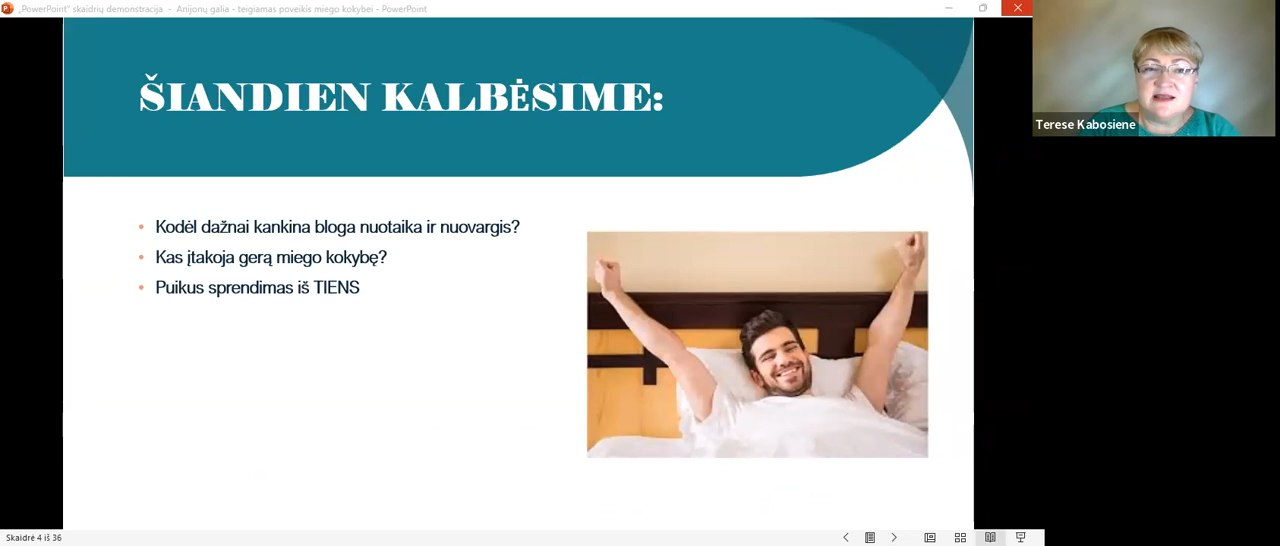 „PowerPoint" skaidrių demonstracija - Anijonų galia - teigiamas poveikis miego kokybei - PowerPoint
ŠIANDIEN KALBĖSIME:
Terese Kabosiene
• Kodėl dažnai kankina bloga nuotaika ir nuovargis?
• Kas įtakoja gerą miego kokybę?
• Puikus sprendimas iš TIENS
Skaidrė 4 iš 36